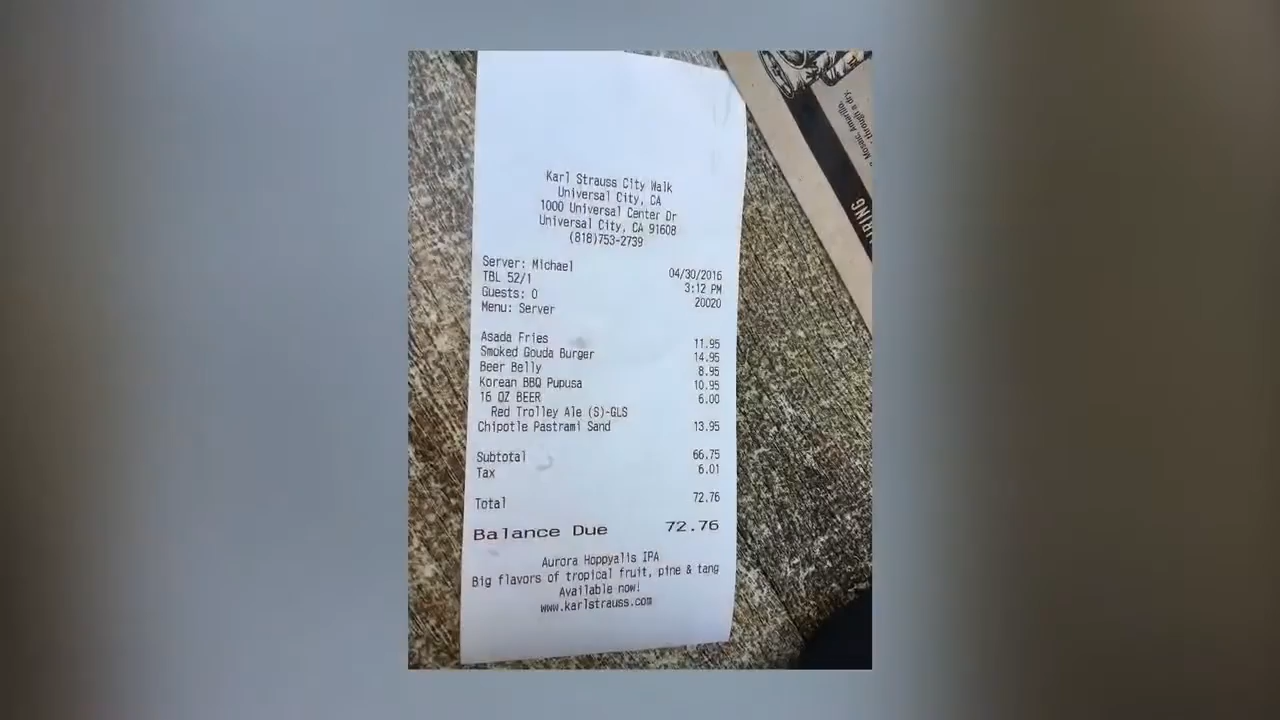 Karl Strauss City Walk
Universal City, CA
1000 Universal Center Dr
Universal City, CA 91608
(818)753-2739
Server: Michael 04/30/2016
TBL 52/1 3:12 PM
Guests: 0 20020
Menu: Server
Asada Fries 11.95
Smoked Gouda Burger 14.95
Beer Belly 8.95
Korean BBQ Pupusa 10.95
16 OZ BEER 6.00
Red Trolley Ale (S)-GLS
Chipotle Pastrami Sand 13.95
Subtotal 66.75
Tax 6.01
Total 72.76
Balance Due 72.76
Aurora Hoppyalis IPA
Big flavors of tropical fruit, pine & tang
Available now!
www.karlstrauss.com
Mosaic, Amarillo,
through a dry,